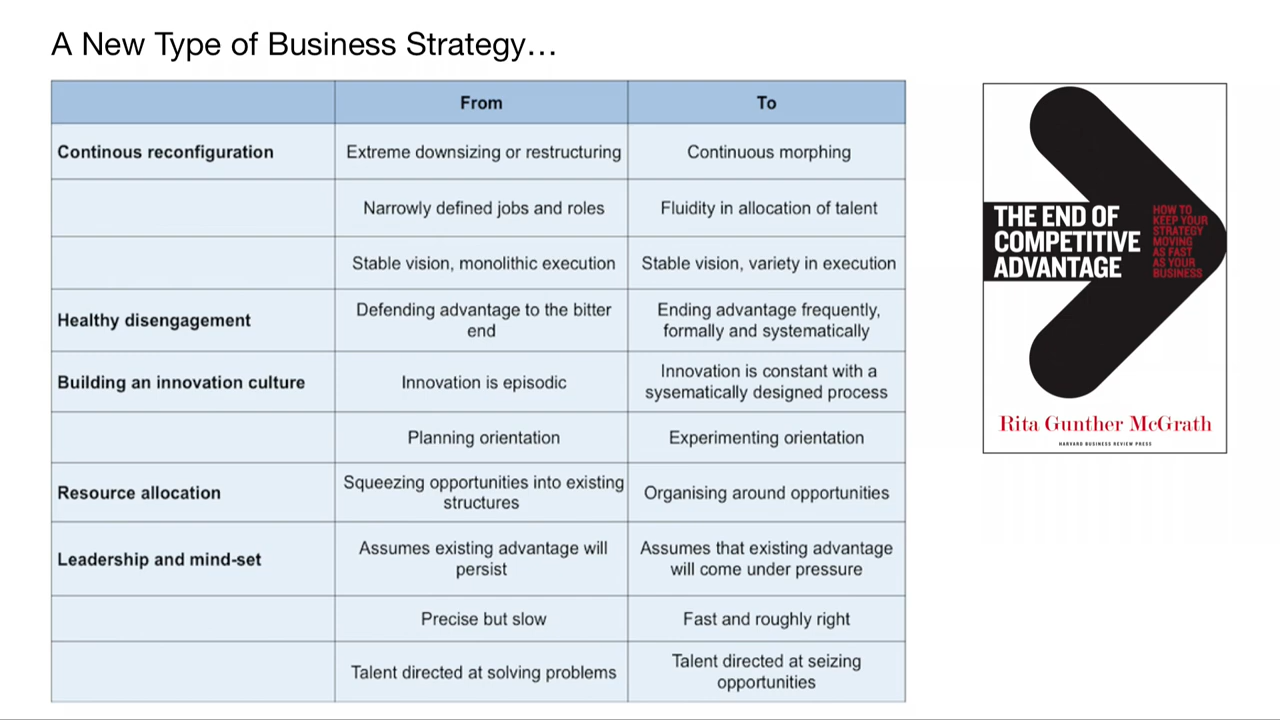 A New Type of Business Strategy…
From To
Continous reconfiguration Extreme downsizing or restructuring Continuous morphing
Narrowly defined jobs and roles Fluidity in allocation of talent
Stable vision, monolithic execution Stable vision, variety in execution
Healthy disengagement Defending advantage to the bitter end Ending advantage frequently, formally and systematically
Building an innovation culture Innovation is episodic Innovation is constant with a sysematically designed process
Planning orientation Experimenting orientation
Resource allocation Squeezing opportunities into existing structures Organising around opportunities
Leadership and mind-set Assumes existing advantage will persist Assumes that existing advantage will come under pressure
Precise but slow Fast and roughly right
Talent directed at solving problems Talent directed at seizing opportunities
THE END OF
COMPETITIVE
ADVANTAGE
HOW TO
KEEP YOUR
STRATEGY
MOVING
AS FAST
AS YOUR
BUSINESS
Rita Gunther McGrath
HARVARD BUSINESS REVIEW PRESS